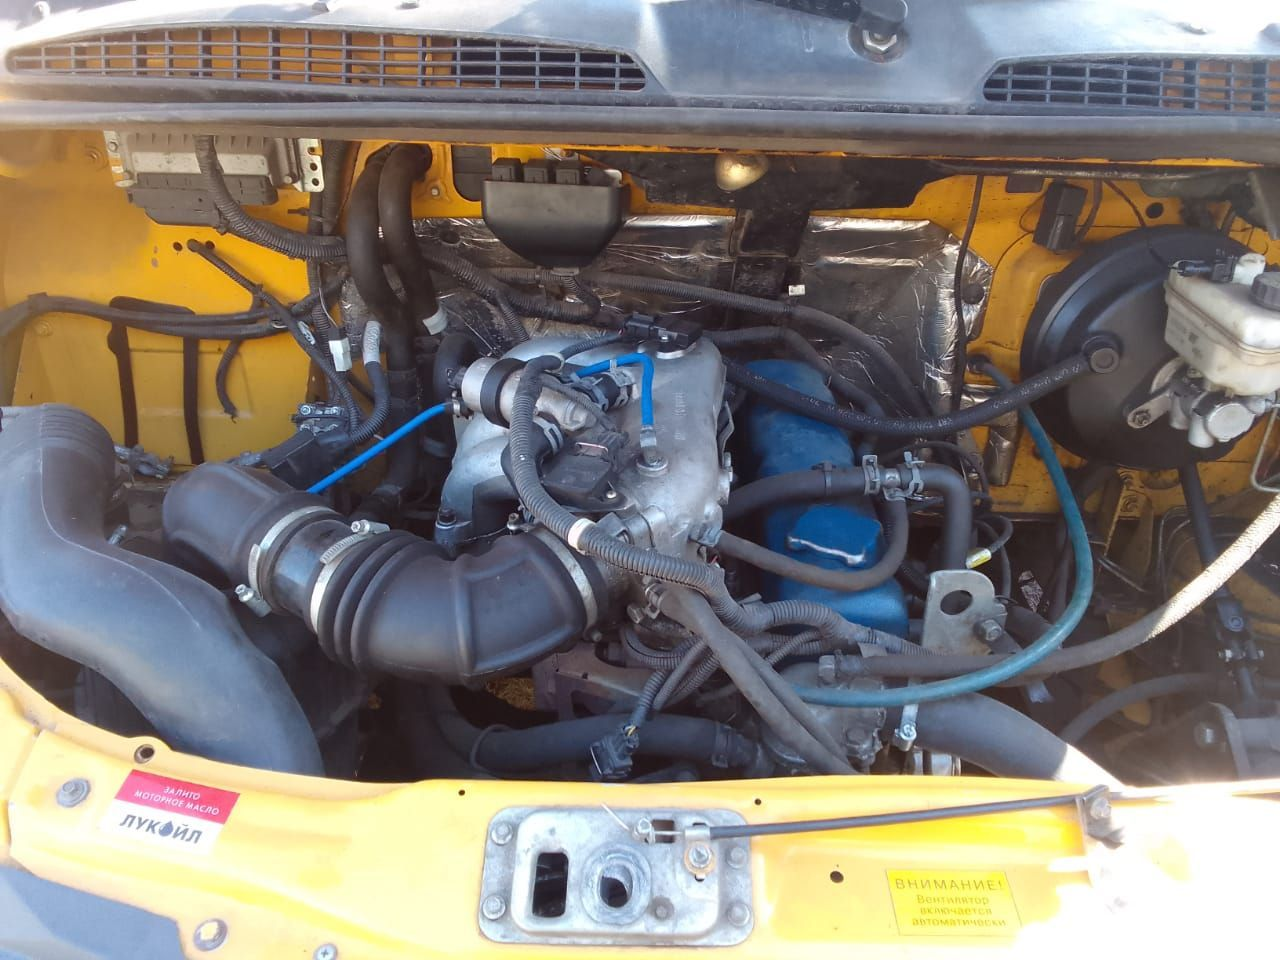 ЗАЛИТО
МОТОРНОЕ МАСЛО
ЛУКОЙЛ
ВНИМАНИЕ!
Вентилятор
включается
автоматически